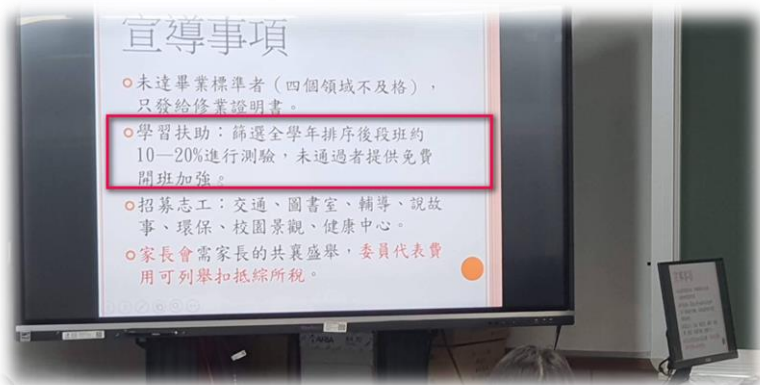 宣導事項
未達畢業標準者(四個領域不及格),
只發給修業證明書。
學習扶助:篩選全學年排序後段班約
10—20%進行測驗,未通過者提供免費
開班加強。
招募志工:交通、圖書室、輔導、說故
事、環保、校園景觀、健康中心。
家長會需家長的共襄盛舉,委員代表費
用可列舉扣抵綜所稅。